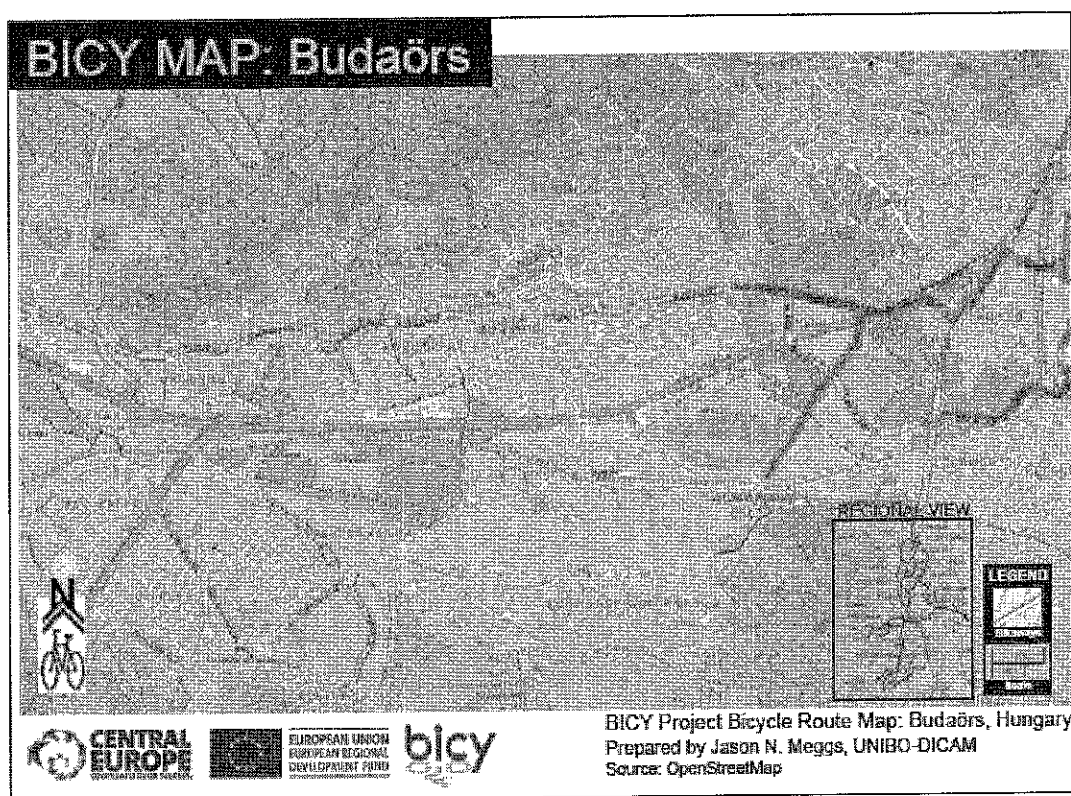 BICY MAP: Budaörs
REGIONAL VIEW
LEGEND
N
CENTRAL
EUROPE
EUROPEAN UNION
EUROPEAN REGIONAL
DEVELOPMENT FUND
bicy
BICY Project Bicycle Route Map: Budaörs, Hungary
Prepared by Jason N. Meggs, UNIBO-DICAM
Source: OpenStreetMap